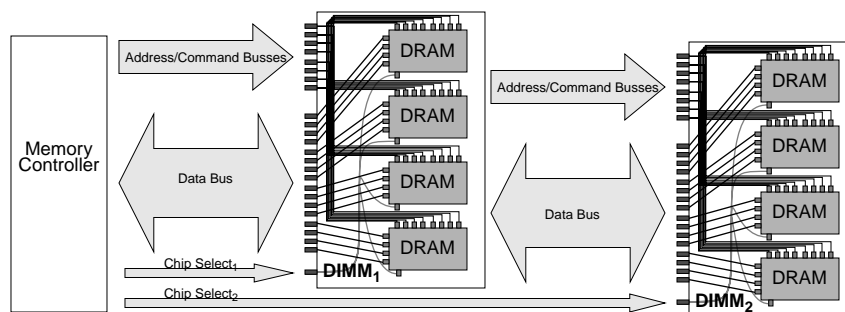 Memory
Controller
Address/Command Busses
Data Bus
Chip Select1
Chip Select2
DRAM
DRAM
DRAM
DRAM
DIMM1
Address/Command Busses
Data Bus
DRAM
DRAM
DRAM
DRAM
DIMM2